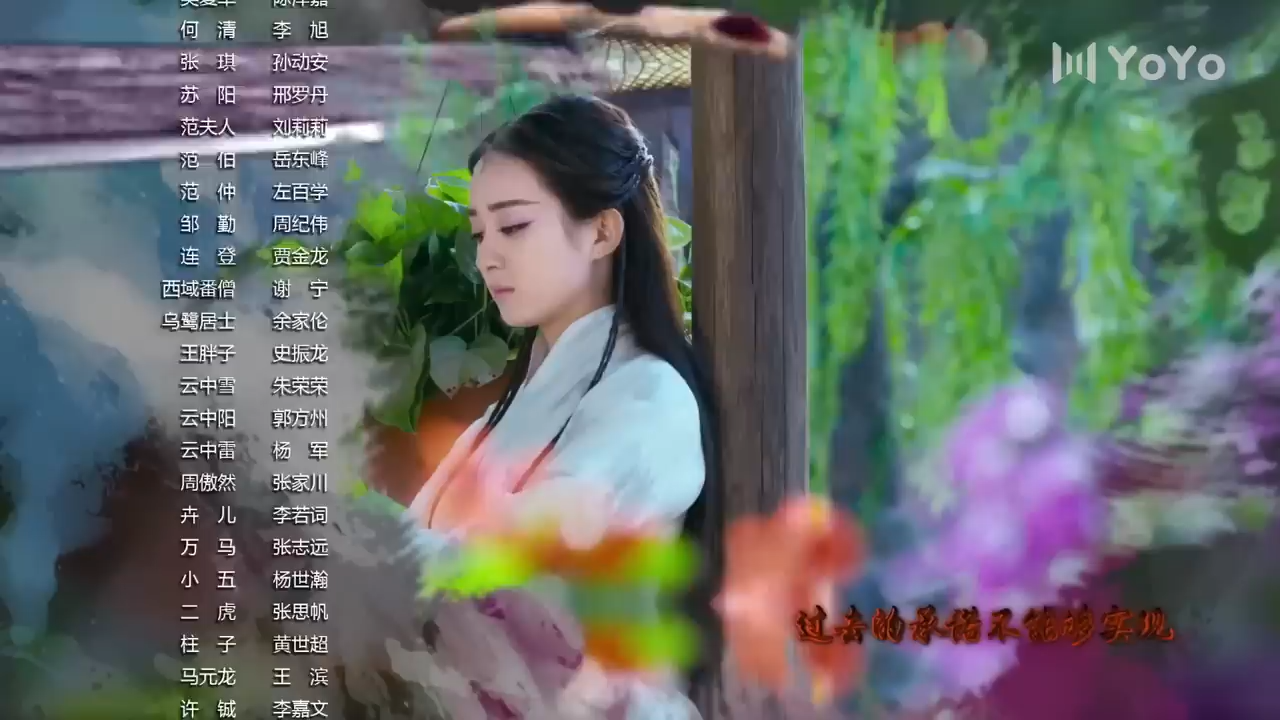 何 清 李 旭
张 琪 孙动安
苏 阳 邢罗丹
范夫人 刘莉莉
范 伯 岳东峰
范 仲 左百学
邹 勤 周纪伟
连 登 贾金龙
西域番僧 谢 宁
乌鹭居士 余家伦
王胖子 史振龙
云中雪 朱荣荣
云中阳 郭方州
云中雷 杨 军
周傲然 张家川
卉 儿 李若词
万 马 张志远
小 五 杨世瀚
二 虎 张思帆
柱 子 黄世超
马元龙 王 滨
许 铖 李嘉文
YoYo
过去的承诺不能够实现